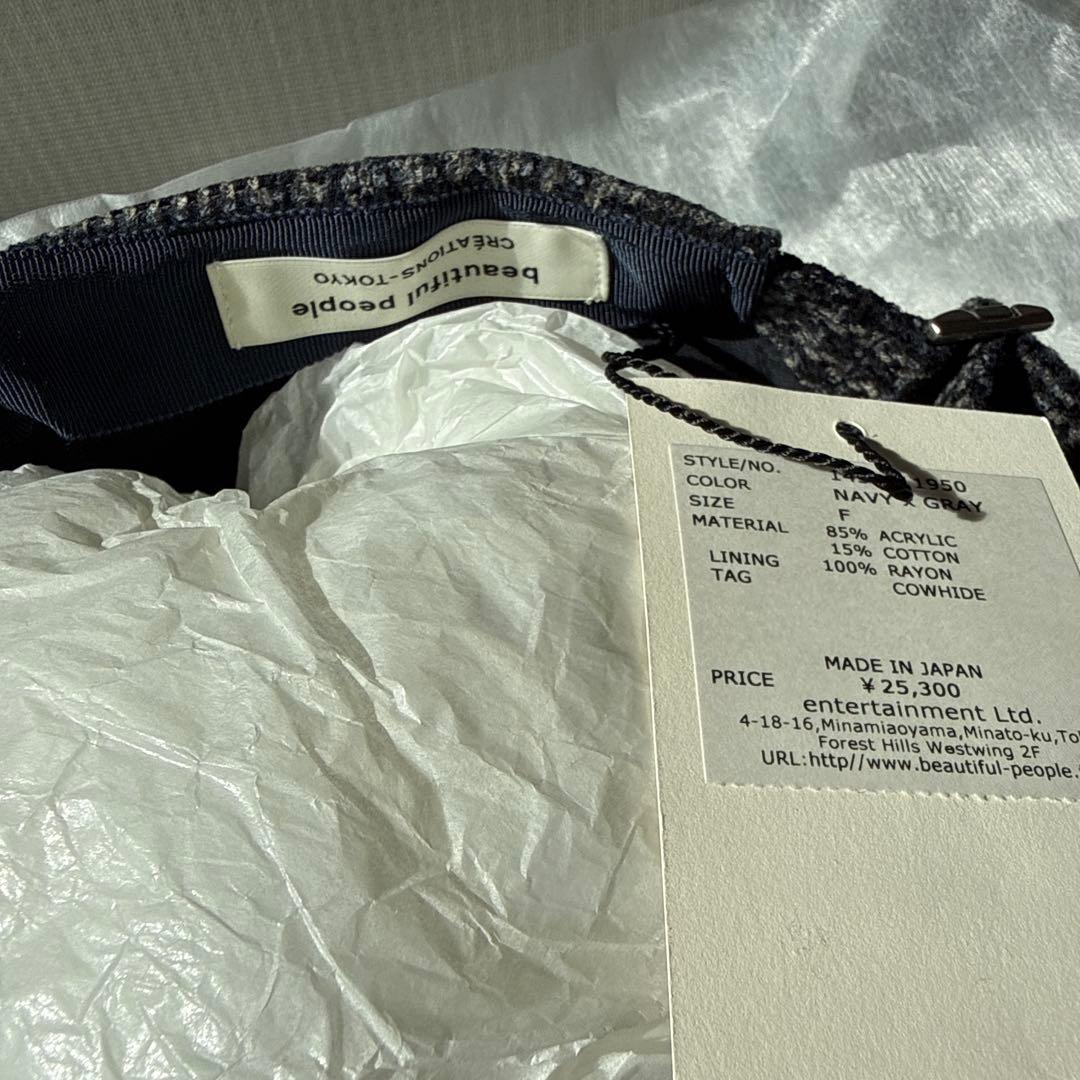 beautiful people
CRÉATIONS-TOKYO
STYLE/NO. 1950
COLOR NAVY x GRAY
SIZE F
MATERIAL 85% ACRYLIC
15% COTTON
LINING 100% RAYON
TAG COWHIDE
MADE IN JAPAN
PRICE ¥25,300
entertainment Ltd.
4-18-16,Minamiaoyama,Minato-ku,To
Forest Hills Westwing 2F
URL:http//www.beautiful-people.